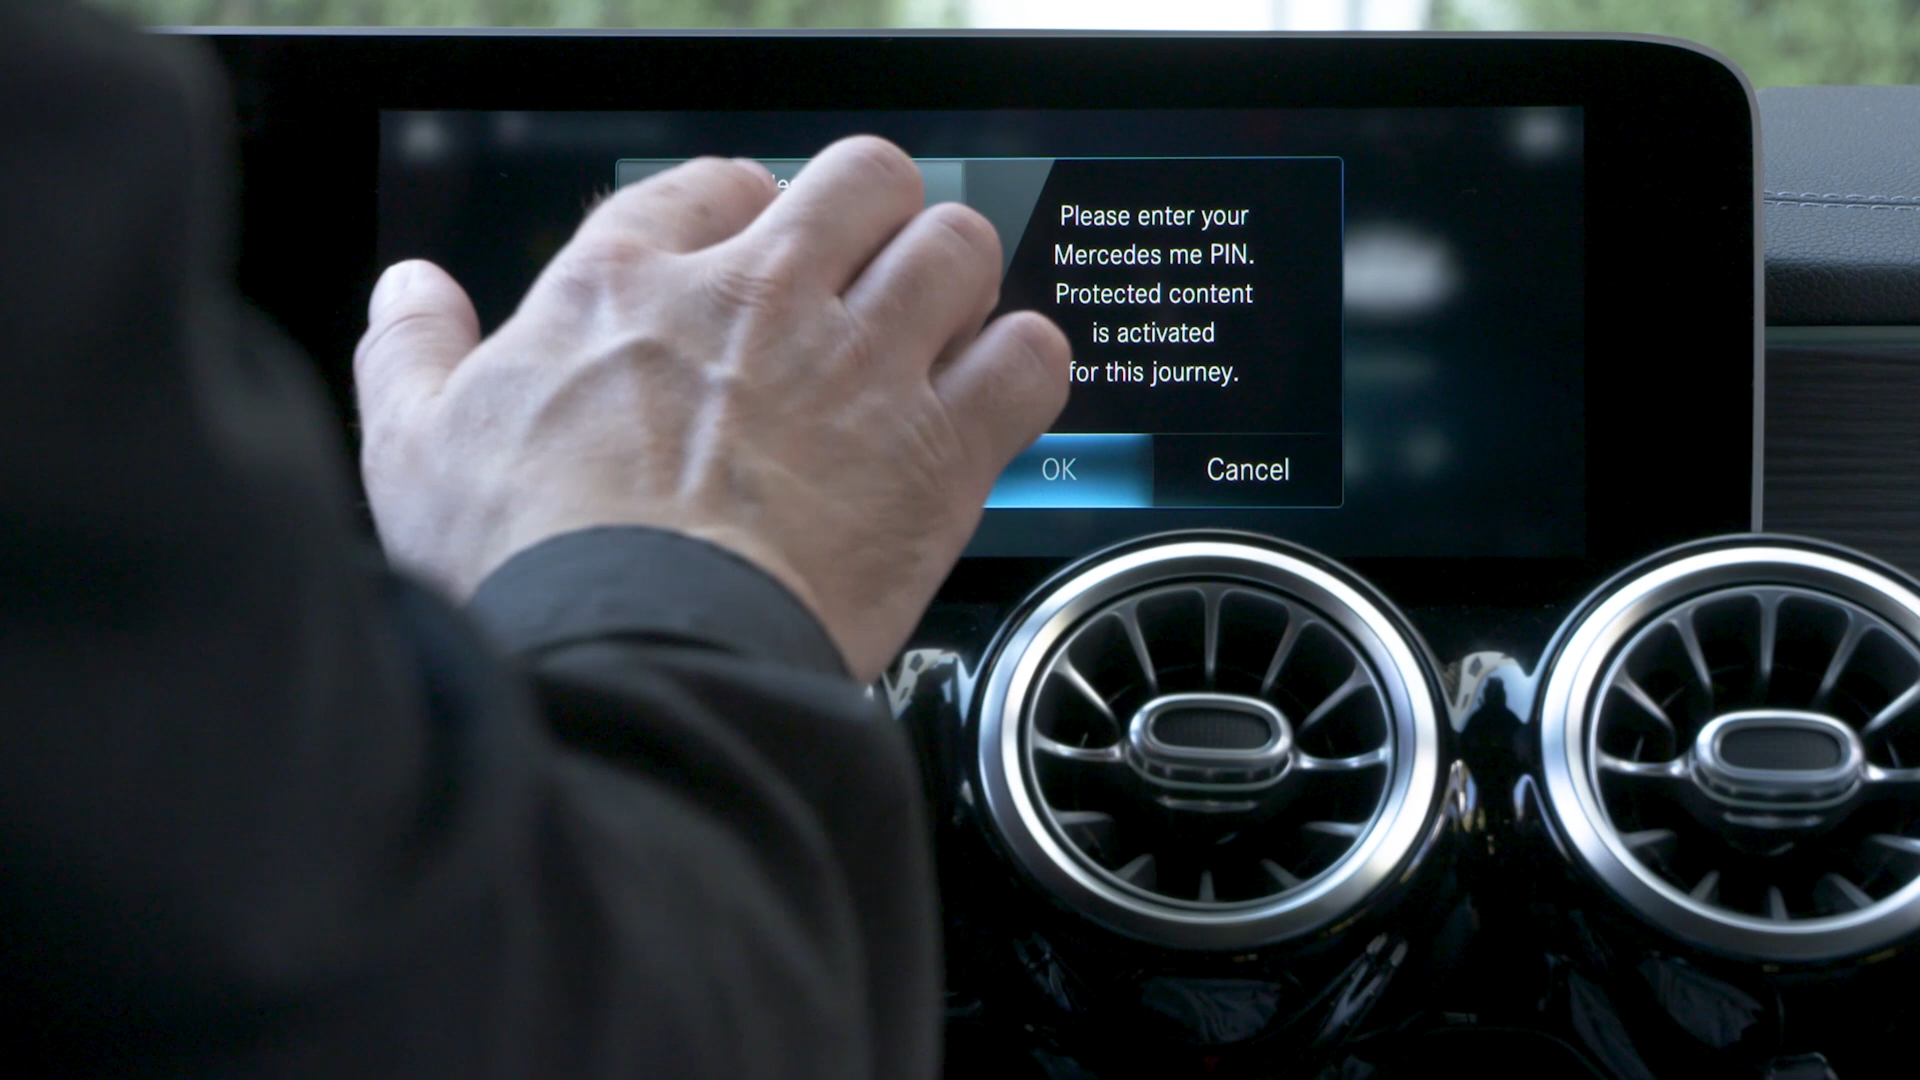 Please enter your
Mercedes me PIN.
Protected content
is activated
for this journey.
OK
Cancel